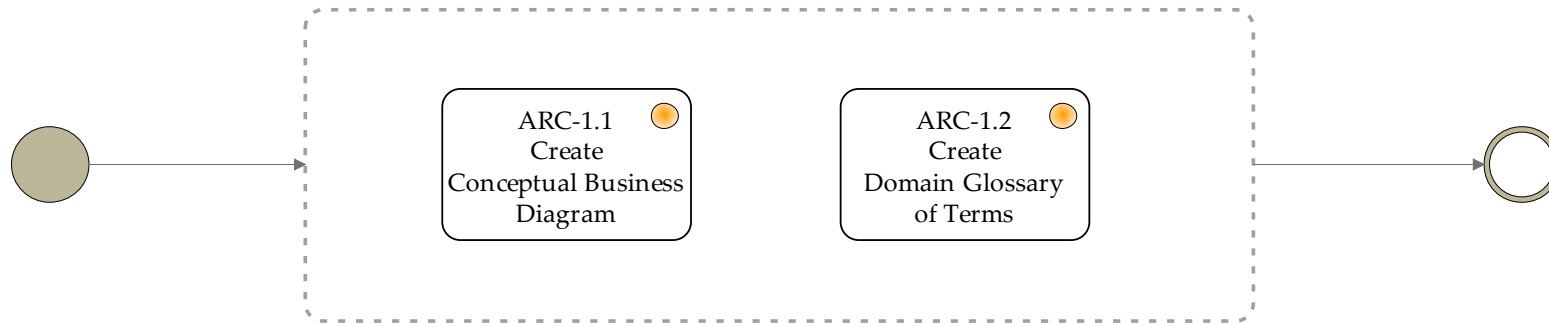 ARC-1.1
Create
Conceptual Business
Diagram
ARC-1.2
Create
Domain Glossary
of Terms